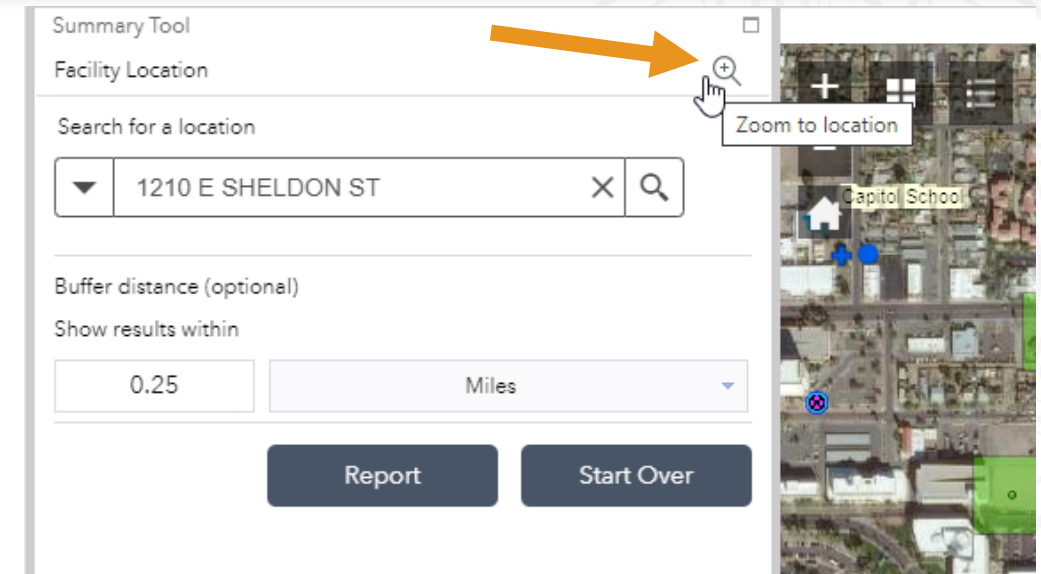 Summary Tool
Facility Location
Zoom to location
Search for a location
1210 E SHELDON ST
Capitol School
Buffer distance (optional)
Show results within
0.25 Miles
Report Start Over